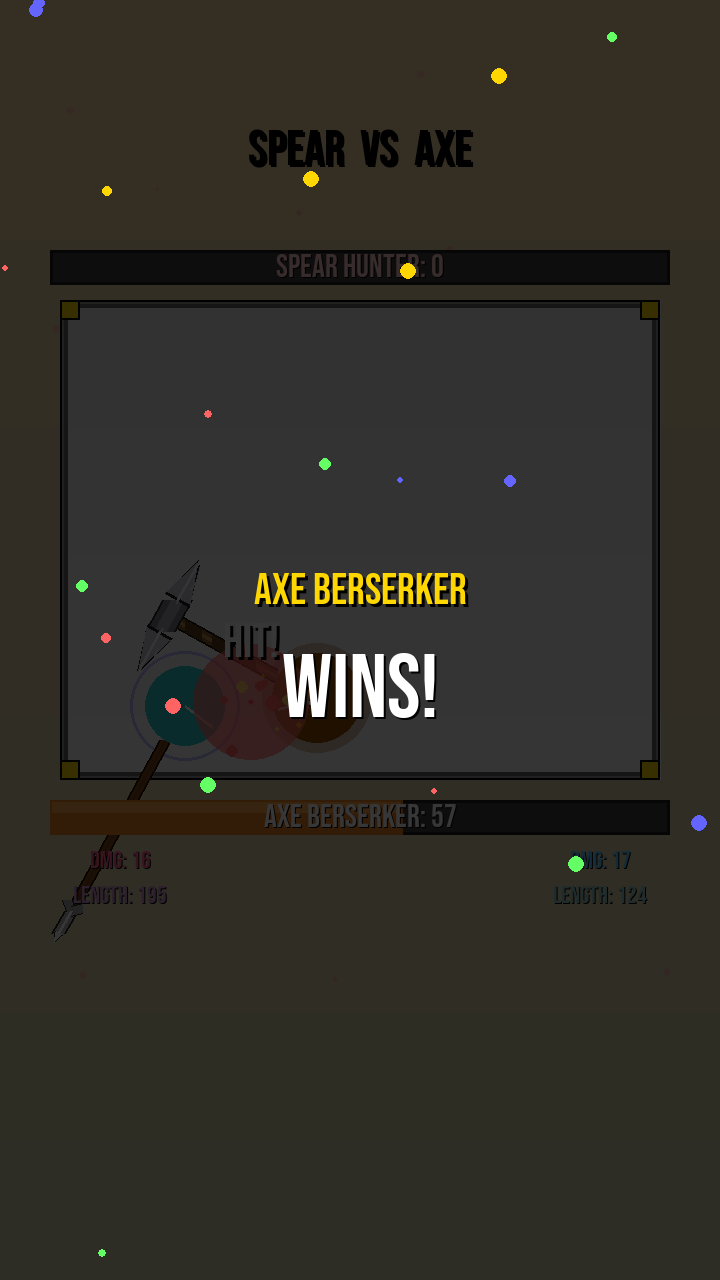 SPEAR VS AXE
SPEAR HUNTER: 0
AXE BERSERKER
HIT!
WINS!
AXE BERSERKER: 57
DMG: 16
DMG: 17
LENGTH: 195
LENGTH: 124